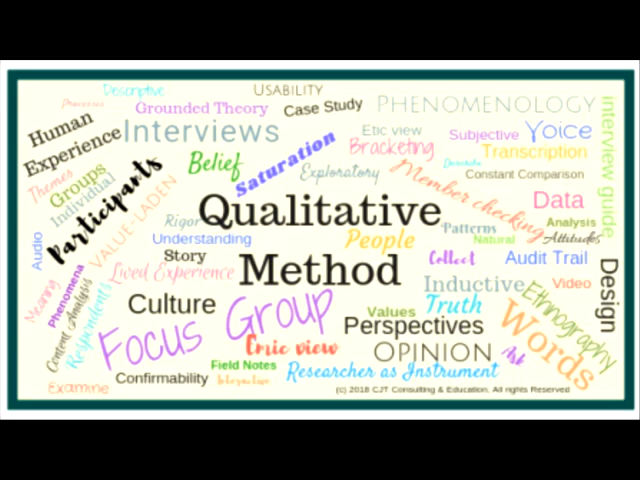 Descriptive
USABILITY
Processes
Grounded Theory
Case Study
PHENOMENOLOGY
Human
Experience
Interviews
Etic view
Bracketing
Subjective
Voice
interview guide
Transcription
Belief
Saturation
Exploratory
Describe
Constant Comparison
Themes
Groups
Individual
Participants
VALUE-LADEN
Member checking
Data
Rigor
Qualitative
Patterns
Analysis
Audio
Understanding
People
Natural
Attitudes
Story
Method
Collect
Audit Trail
Lived Experience
Meaning
Phenomena
Content Analysis
Respondents
Inductive
Video
Design
Culture
Focus Group
Values
Truth
Ethnography
Perspectives
Words
Emic view
OPINION
Ask
Field Notes
Confirmability
Researcher as Instrument
Examine
(c) 2018 CJT Consulting & Education; All rights Reserved